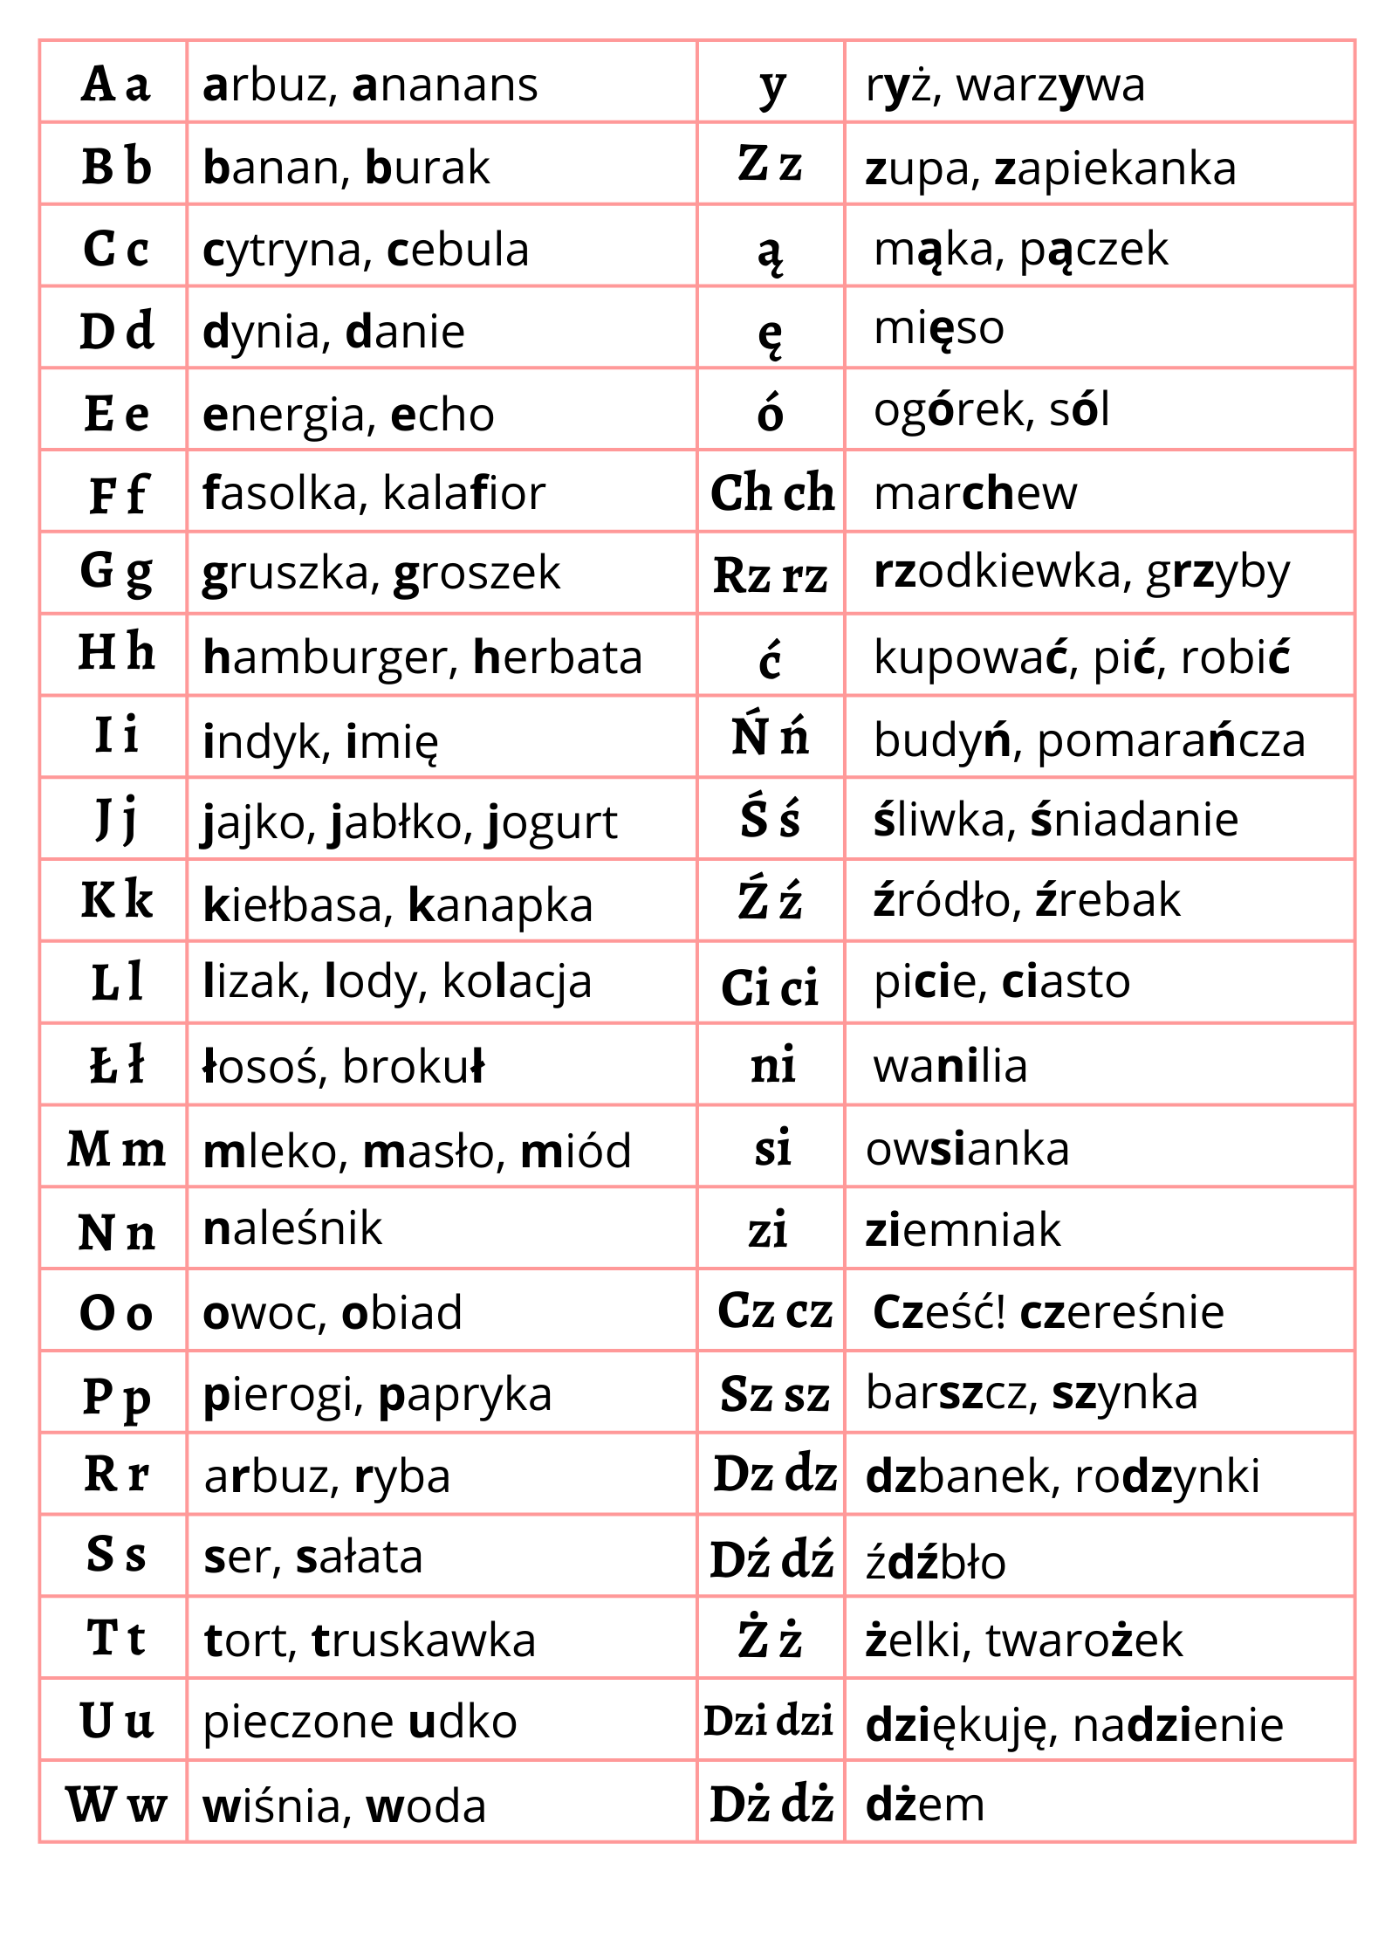 A a arbuz, ananans
B b banan, burak
C c cytryna, cebula
D d dynia, danie
E e energia, echo
F f fasolka, kalafior
G g gruszka, groszek
H h hamburger, herbata
I i indyk, imię
J j jajko, jabłko, jogurt
K k kiełbasa, kanapka
L l lizak, lody, kolacja
Ł ł łosoś, brokuł
M m mleko, masło, miód
N n naleśnik
O o owoc, obiad
P p pierogi, papryka
R r arbuz, ryba
S s ser, sałata
T t tort, truskawka
U u pieczone udko
W w wiśnia, woda
y ryż, warzywa
Z z zupa, zapiekanka
ą mąka, pączek
ę mięso
ó ogórek, sól
Ch ch marchew
Rz rz rzodkiewka, grzyby
ć kupować, pić, robić
Ń ń budyń, pomarańcza
Ś ś śliwka, śniadanie
Ź ź źródło, źrebak
Ci ci picie, ciasto
ni wanilia
si owsianka
zi ziemniak
Cz cz Cześć! czereśnie
Sz sz barszcz, szynka
Dz dz dzbanek, rodzynki
Dź dź źdźbło
Ż ż żelki, twarożek
Dzi dzi dziękuję, nadzienie
Dż dż dżem